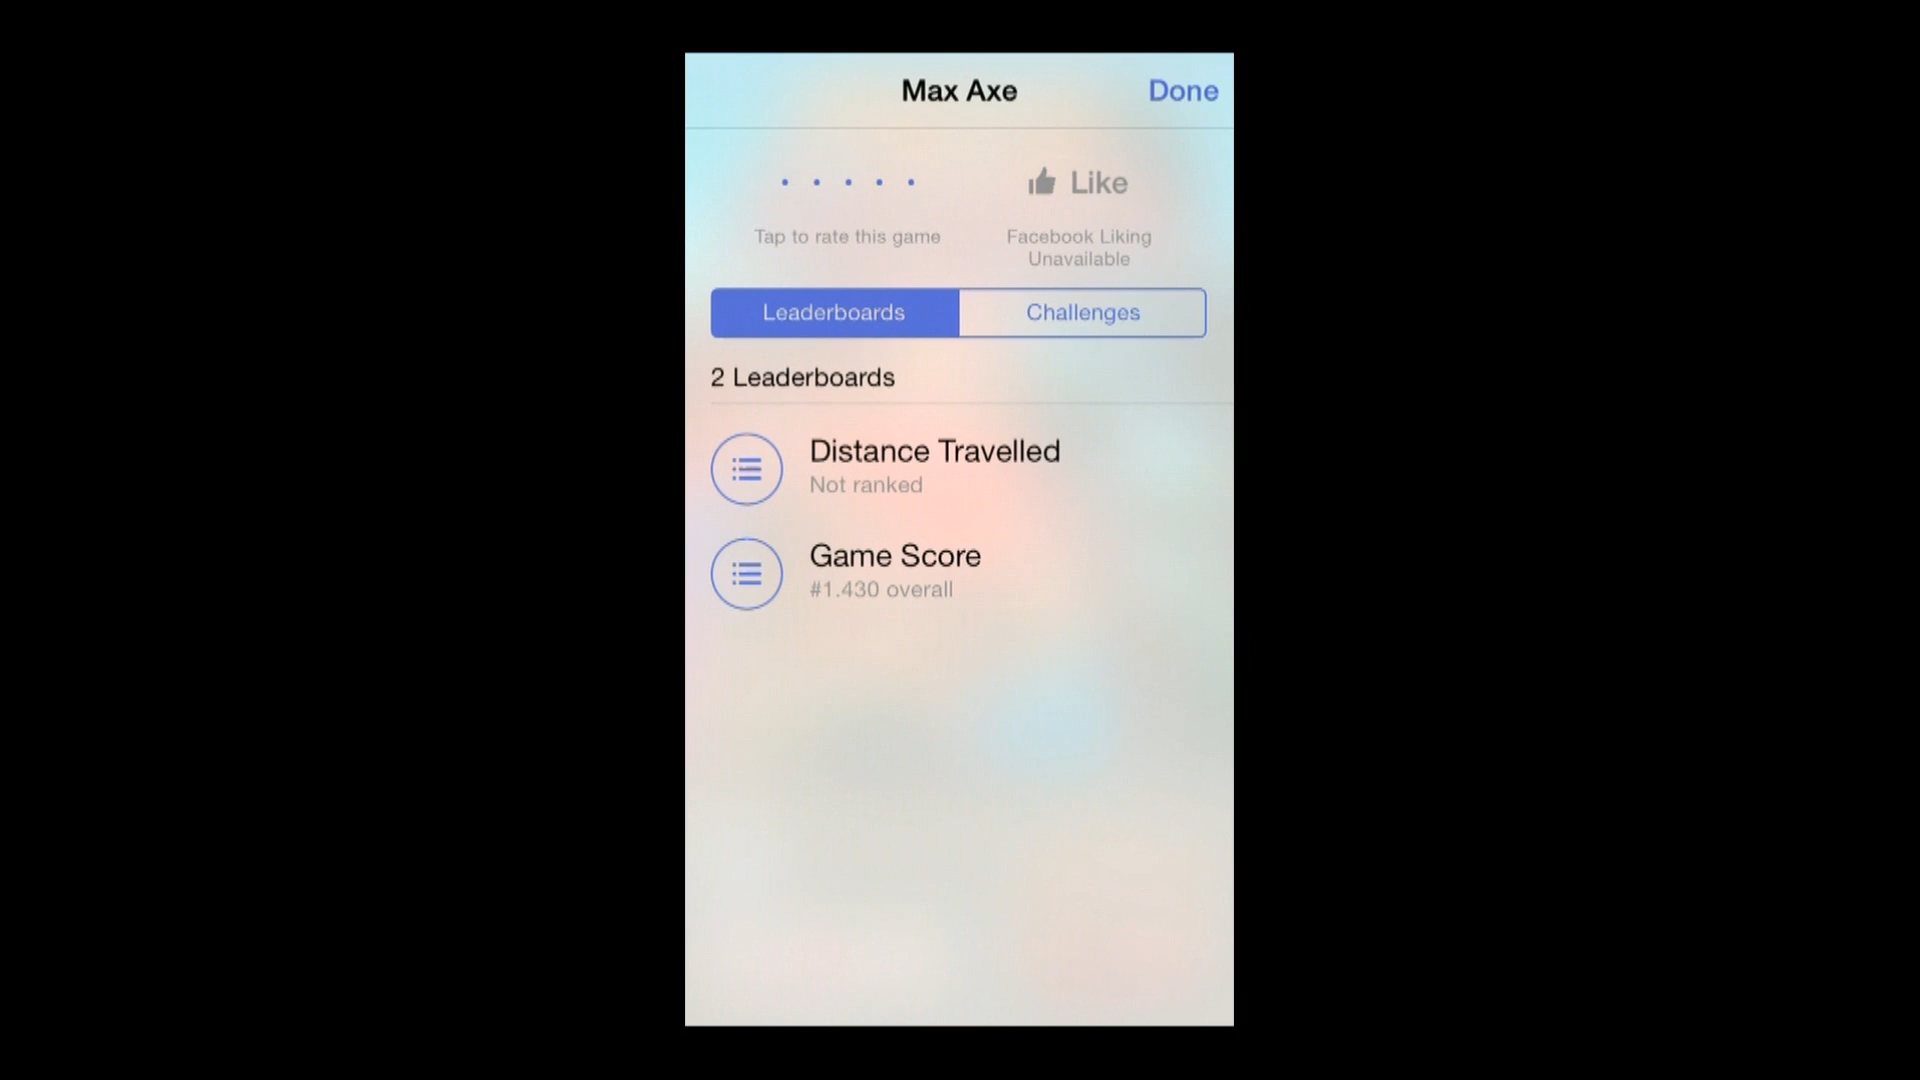 Max Axe
Done
Like
Tap to rate this game
Facebook Liking
Unavailable
Leaderboards
Challenges
2 Leaderboards
Distance Travelled
Not ranked
Game Score
#1.430 overall